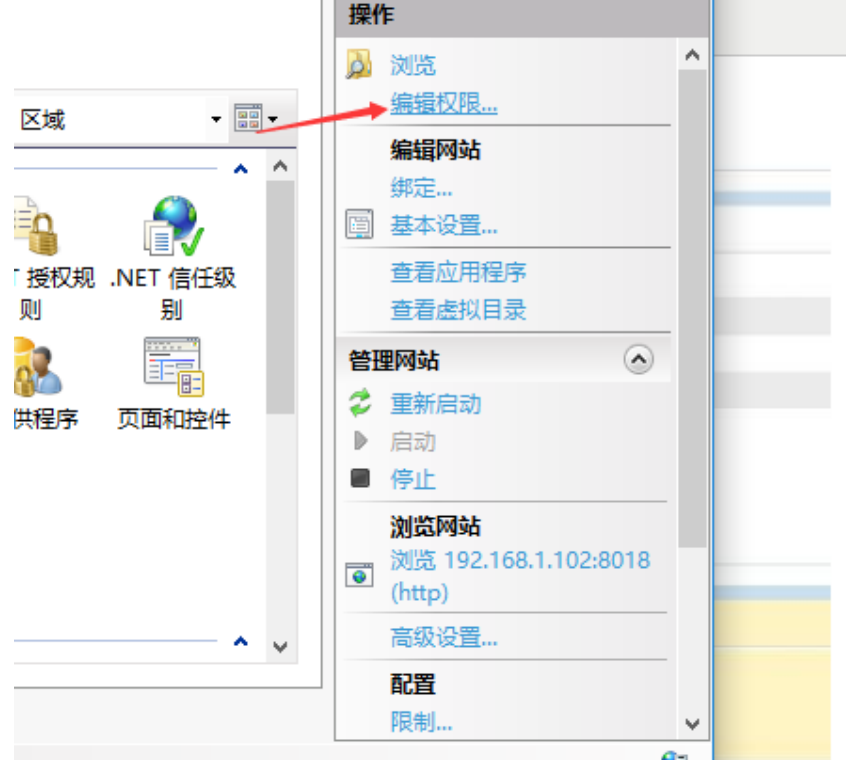 操作
浏览
编辑权限...
编辑网站
绑定...
基本设置...
查看应用程序
查看虚拟目录
管理网站
重新启动
启动
停止
浏览网站
浏览 192.168.1.102:8018
(http)
高级设置...
配置
限制...
区域
授权规
则
.NET 信任级
别
供程序
页面和控件